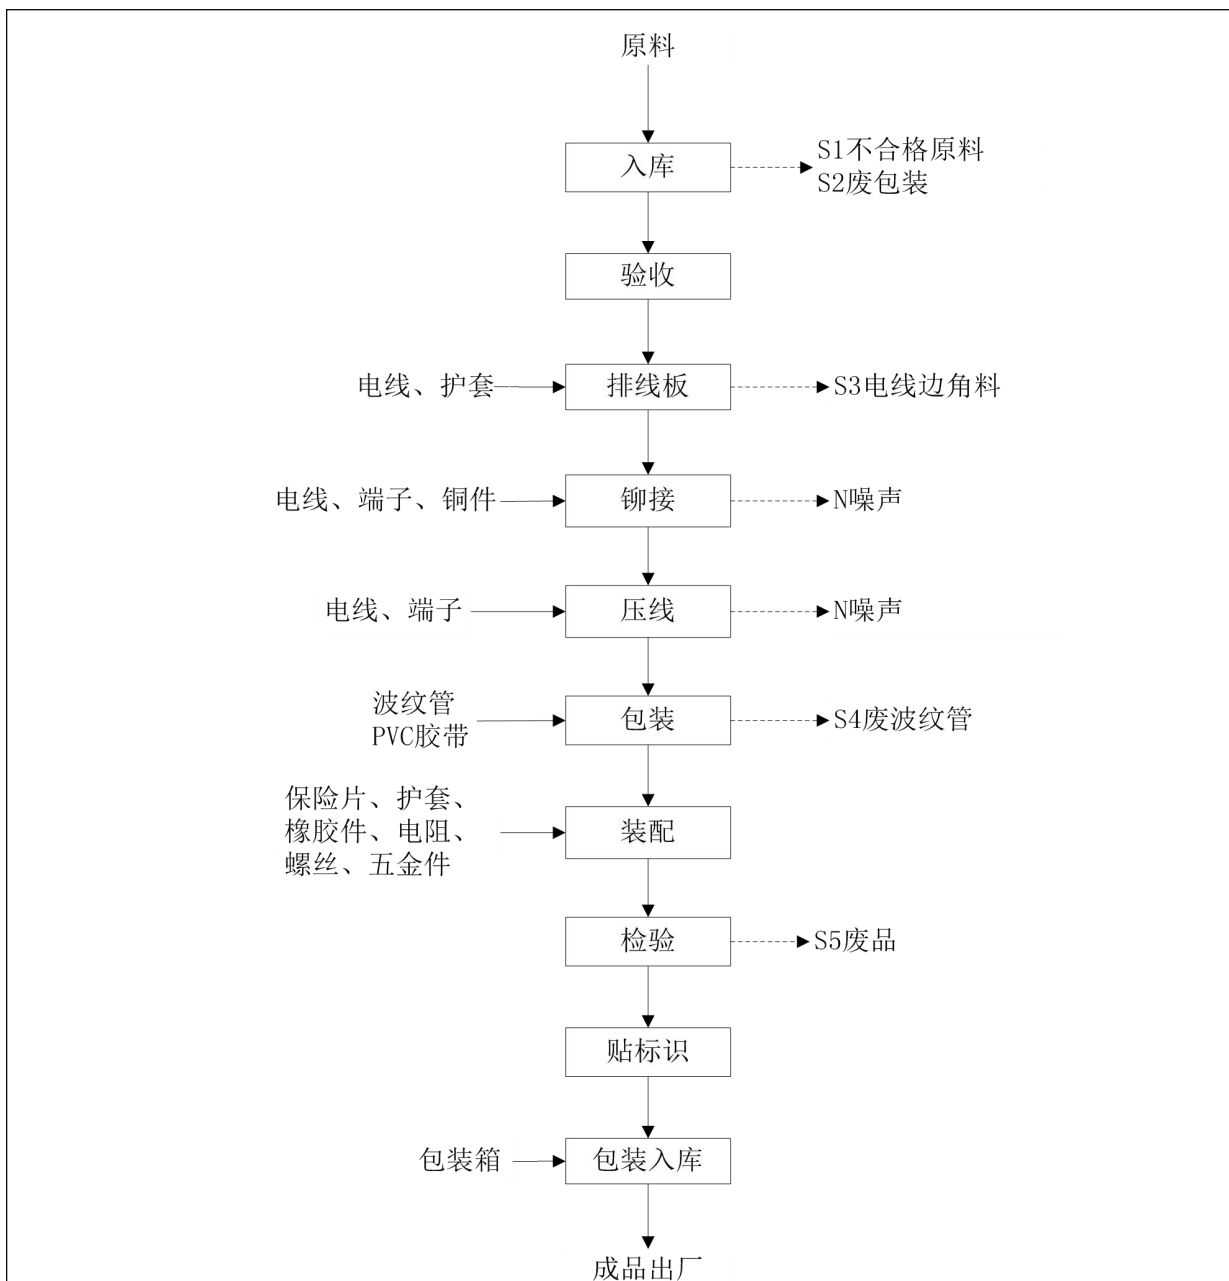 原料
入库
S1不合格原料
S2废包装
验收
电线、护套
排线板
S3电线边角料
电线、端子、铜件
铆接
N噪声
电线、端子
压线
N噪声
波纹管
PVC胶带
包装
S4废波纹管
保险片、护套、
橡胶件、电阻、
螺丝、五金件
装配
检验
S5废品
贴标识
包装箱
包装入库
成品出厂